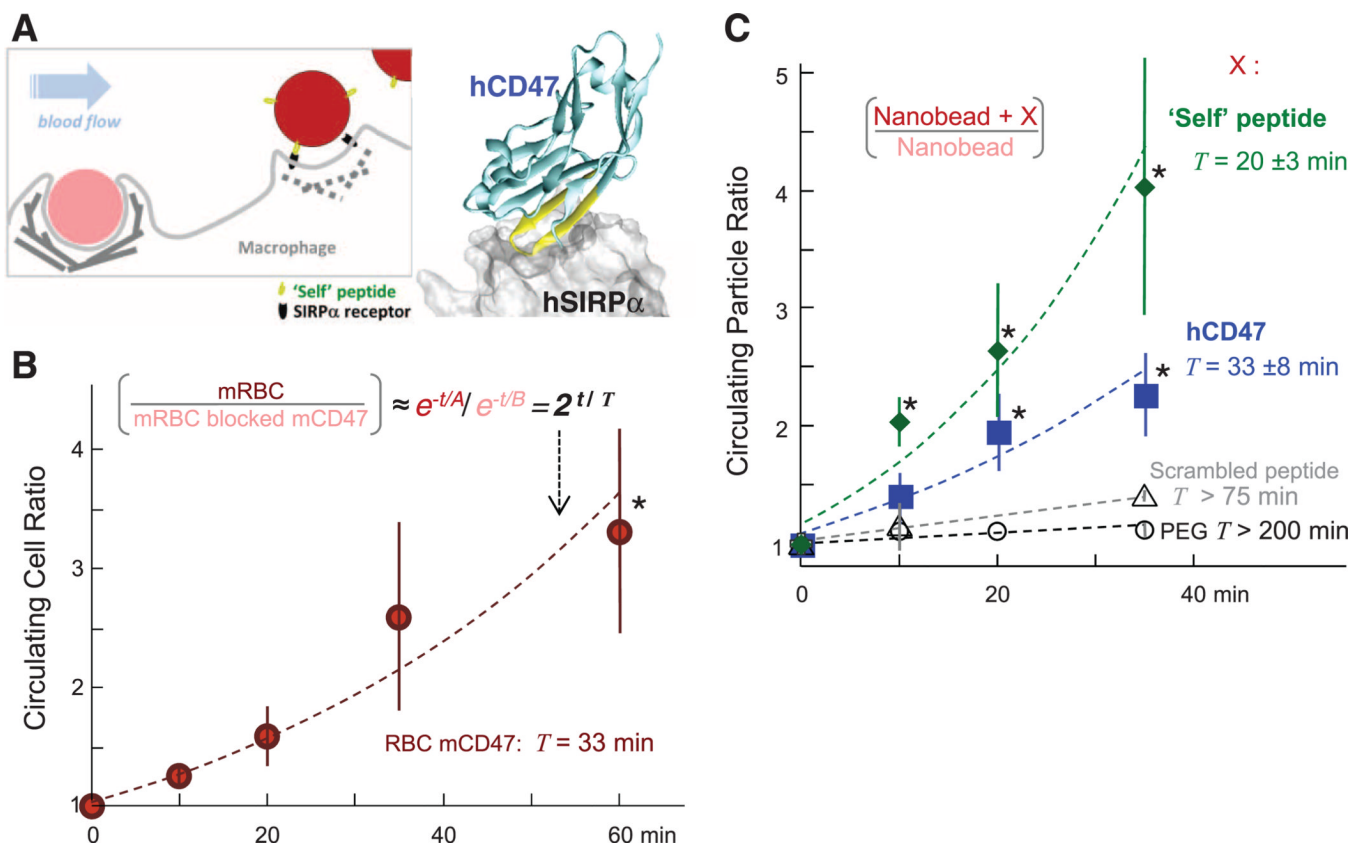 A
blood flow
Macrophage
'Self' peptide
SIRPα receptor
hCD47
hSIRPα
B
mRBC
mRBC blocked mCD47
≈ e-t/A/ e-t/B = 2 t/ T
Circulating Cell Ratio
4
3
2
1
RBC mCD47: T = 33 min
0
20
40
60 min
C
Circulating Particle Ratio
5
4
3
2
1
Nanobead + X
Nanobead
X :
'Self' peptide
T = 20 ±3 min
*
*
*
hCD47
T = 33 ±8 min
*
*
Scrambled peptide
T > 75 min
PEG T > 200 min
0
20
40 min
*